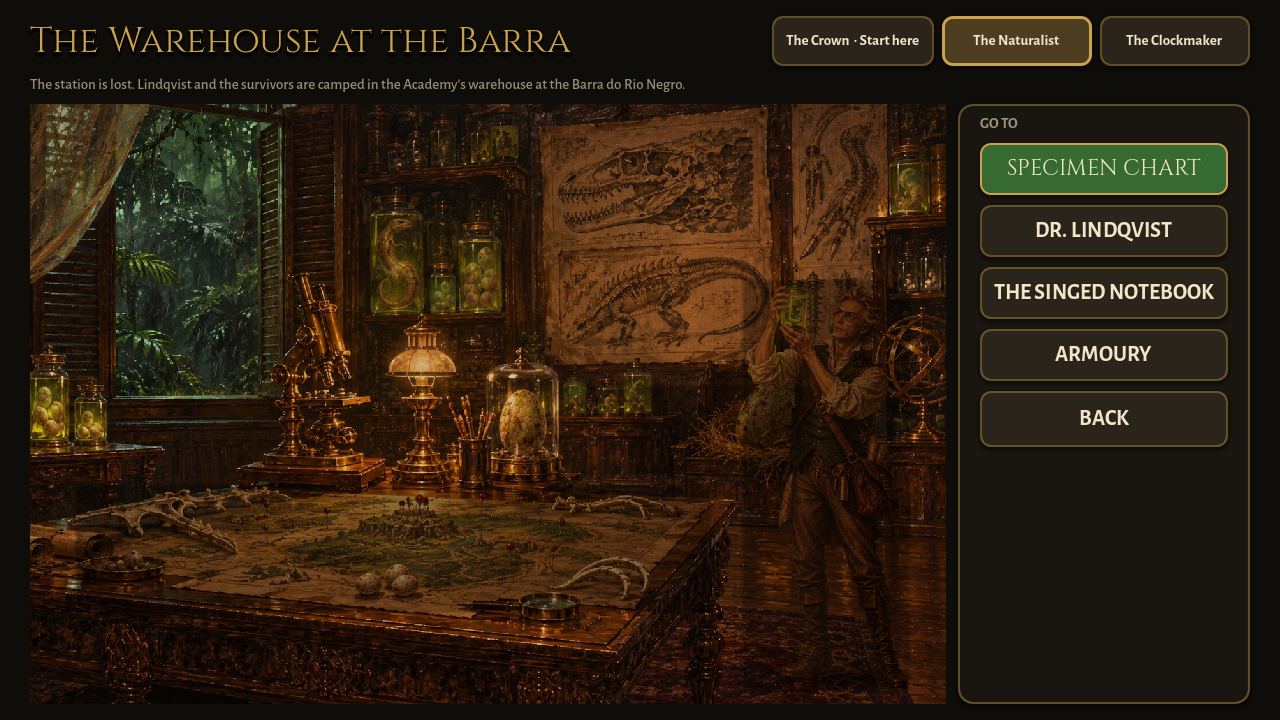 The Warehouse at the Barra
The Crown · Start here
The Naturalist
The Clockmaker
The station is lost. Lindqvist and the survivors are camped in the Academy's warehouse at the Barra do Rio Negro.
GO TO
SPECIMEN CHART
DR. LINDQVIST
THE SINGED NOTEBOOK
ARMOURY
BACK